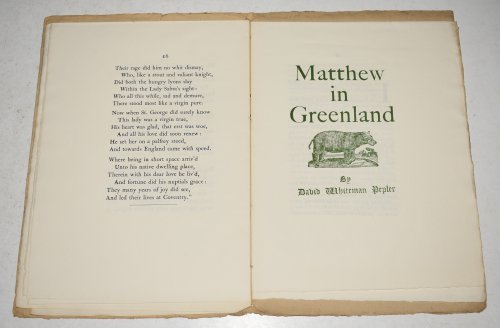 16
Their rage did him no whit dismay,
Who, like a stout and valiant knight,
Did both the hungry lyons slay
Within the Lady Sabra's sight:
Who all this while, sad and demure,
There stood most like a virgin pure.
Now when St. George did surely know
This lady was a virgin true,
His heart was glad, that erst was woe,
And all his love did soon renew:
He set her on a palfrey steed,
And towards England came with speed.
Where being in short space arriv'd
Unto his native dwelling place,
Therein with his dear love he liv'd,
And fortune did his nuptials grace:
They many years of joy did see,
And led their lives at Coventry."
Matthew
in
Greenland
By
David Whiteman Pepler